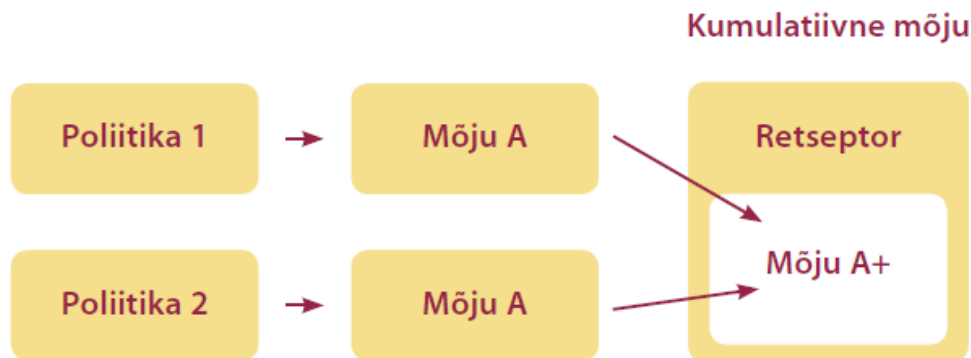 Kumulatiivne mõju
Poliitika 1
Mõju A
Retseptor
Mõju A+
Poliitika 2
Mõju A